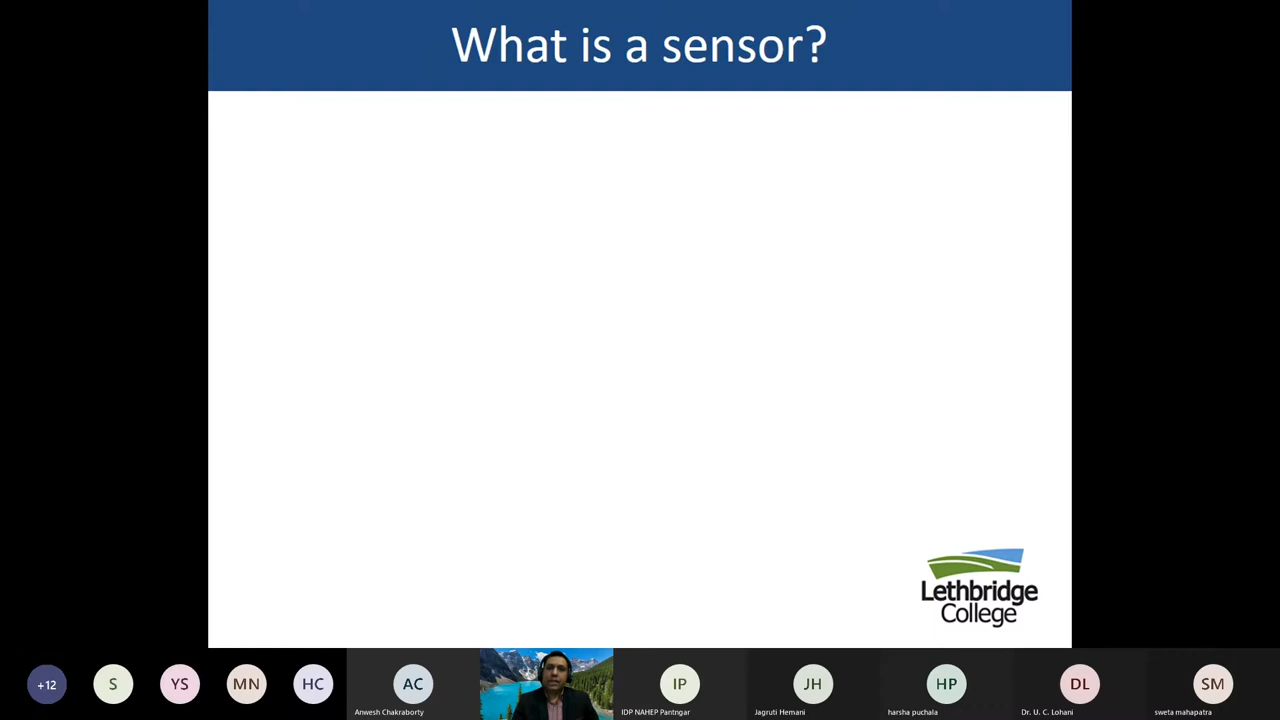 What is a sensor?
Lethbridge
College
+12
S
YS
MN
HC
AC
Anwesh Chakraborty
IP
IDP NAHEP Pantngar
JH
Jagruti Hemani
HP
harsha puchala
DL
Dr. U. C. Lohani
SM
sweta mahapatra